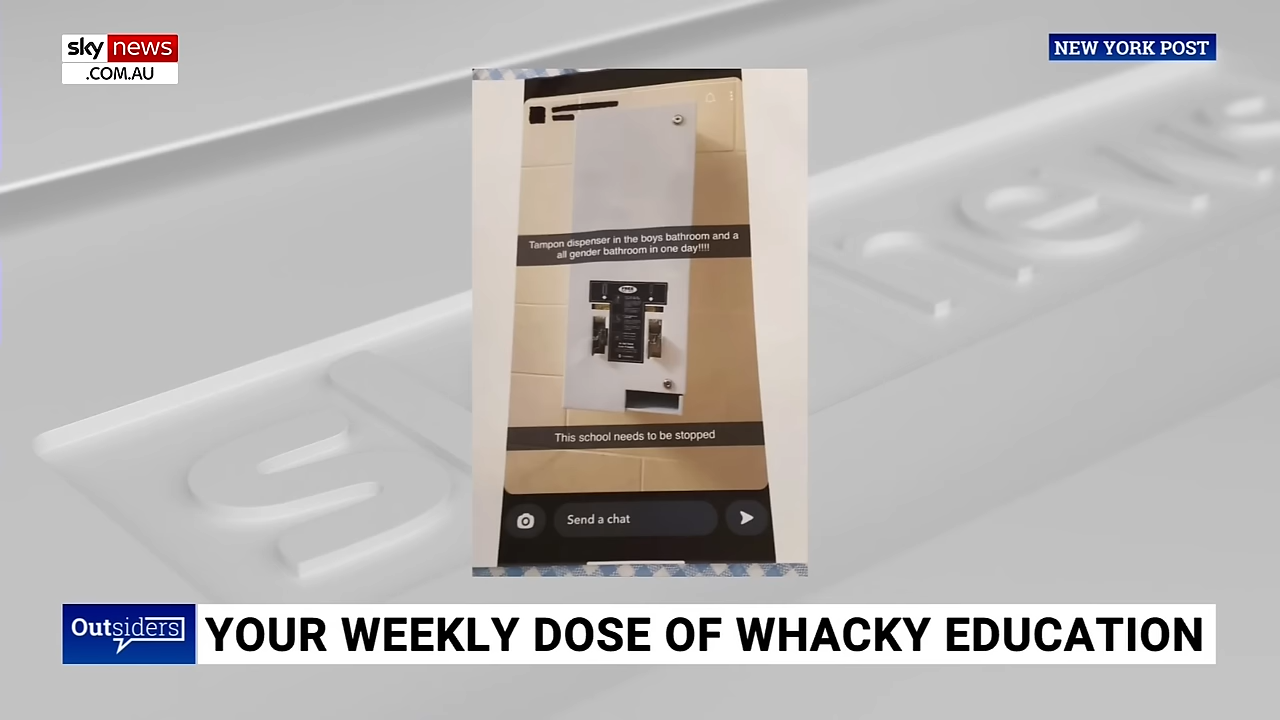 sky news
.COM.AU
NEW YORK POST
Tampon dispenser in the boys bathroom and a
all gender bathroom in one day!!!!
This school needs to be stopped
Send a chat
Outsiders
YOUR WEEKLY DOSE OF WHACKY EDUCATION